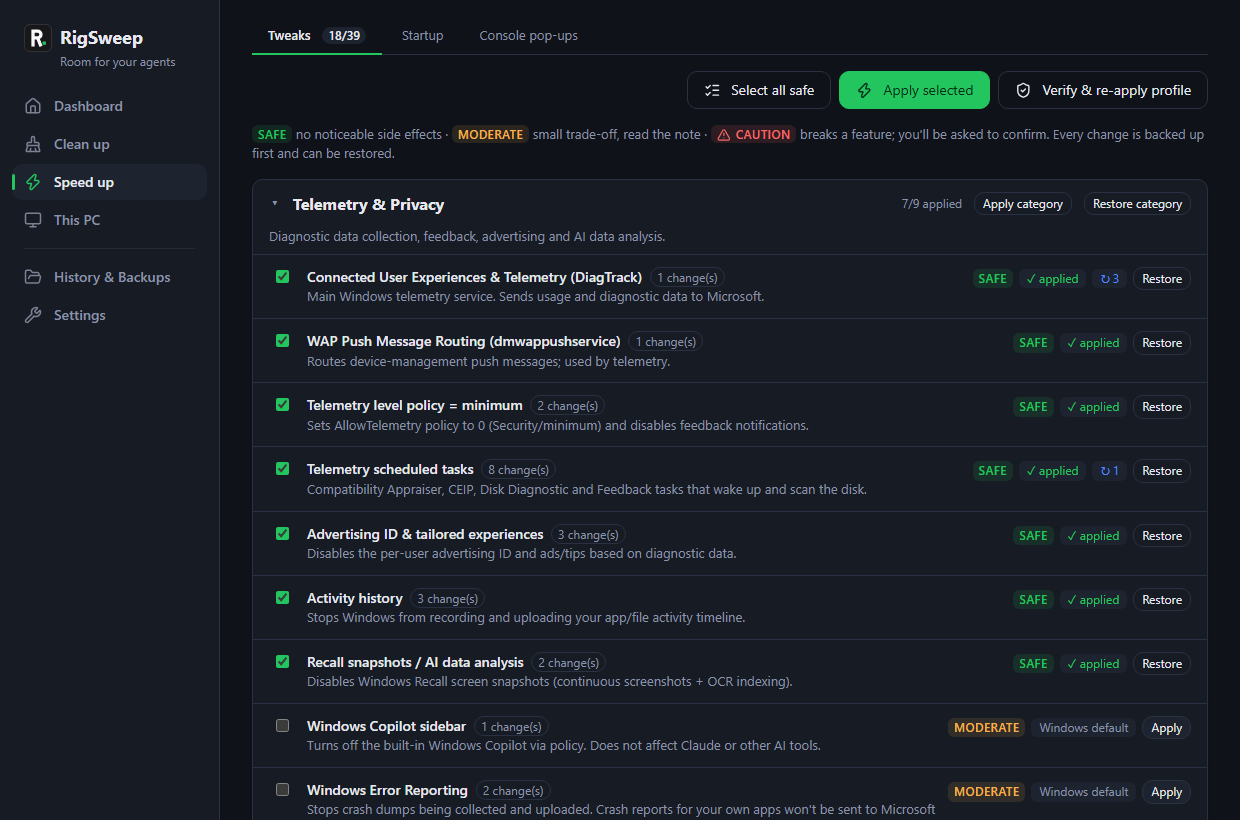 R. RigSweep
Room for your agents
Dashboard
Clean up
Speed up
This PC
History & Backups
Settings
Tweaks 18/39 Startup Console pop-ups
Select all safe Apply selected Verify & re-apply profile
SAFE no noticeable side effects · MODERATE small trade-off, read the note · CAUTION breaks a feature; you'll be asked to confirm. Every change is backed up
first and can be restored.
Telemetry & Privacy 7/9 applied Apply category Restore category
Diagnostic data collection, feedback, advertising and AI data analysis.
Connected User Experiences & Telemetry (DiagTrack) 1 change(s) SAFE ✓ applied ↻ 3 Restore
Main Windows telemetry service. Sends usage and diagnostic data to Microsoft.
WAP Push Message Routing (dmwappushservice) 1 change(s) SAFE ✓ applied Restore
Routes device-management push messages; used by telemetry.
Telemetry level policy = minimum 2 change(s) SAFE ✓ applied Restore
Sets AllowTelemetry policy to 0 (Security/minimum) and disables feedback notifications.
Telemetry scheduled tasks 8 change(s) SAFE ✓ applied ↻ 1 Restore
Compatibility Appraiser, CEIP, Disk Diagnostic and Feedback tasks that wake up and scan the disk.
Advertising ID & tailored experiences 3 change(s) SAFE ✓ applied Restore
Disables the per-user advertising ID and ads/tips based on diagnostic data.
Activity history 3 change(s) SAFE ✓ applied Restore
Stops Windows from recording and uploading your app/file activity timeline.
Recall snapshots / AI data analysis 2 change(s) SAFE ✓ applied Restore
Disables Windows Recall screen snapshots (continuous screenshots + OCR indexing).
Windows Copilot sidebar 1 change(s) MODERATE Windows default Apply
Turns off the built-in Windows Copilot via policy. Does not affect Claude or other AI tools.
Windows Error Reporting 2 change(s) MODERATE Windows default Apply
Stops crash dumps being collected and uploaded. Crash reports for your own apps won't be sent to Microsoft